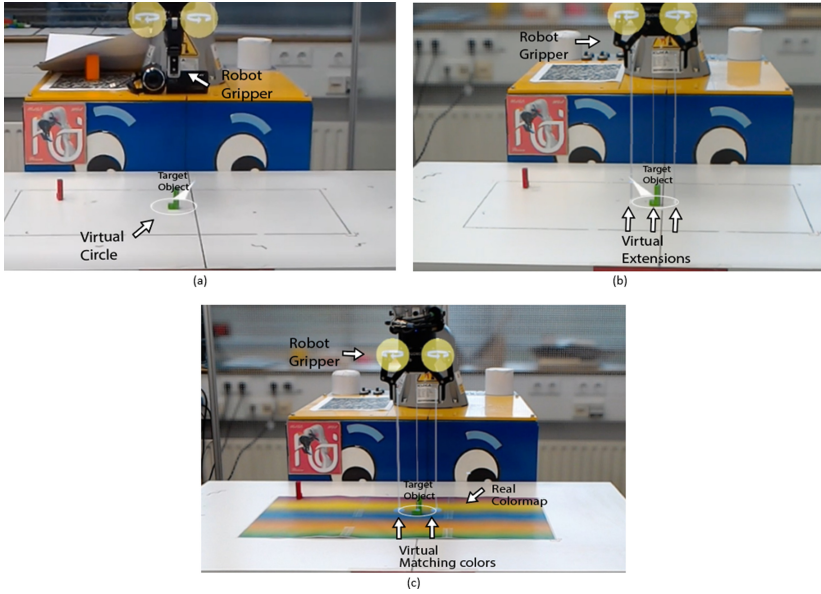 Robot
Gripper
Target
Object
Virtual
Circle
(a)
Robot
Gripper
Target
Object
Virtual
Extensions
(b)
Robot
Gripper
Target
Object
Real
Colormap
Virtual
Matching colors
(c)